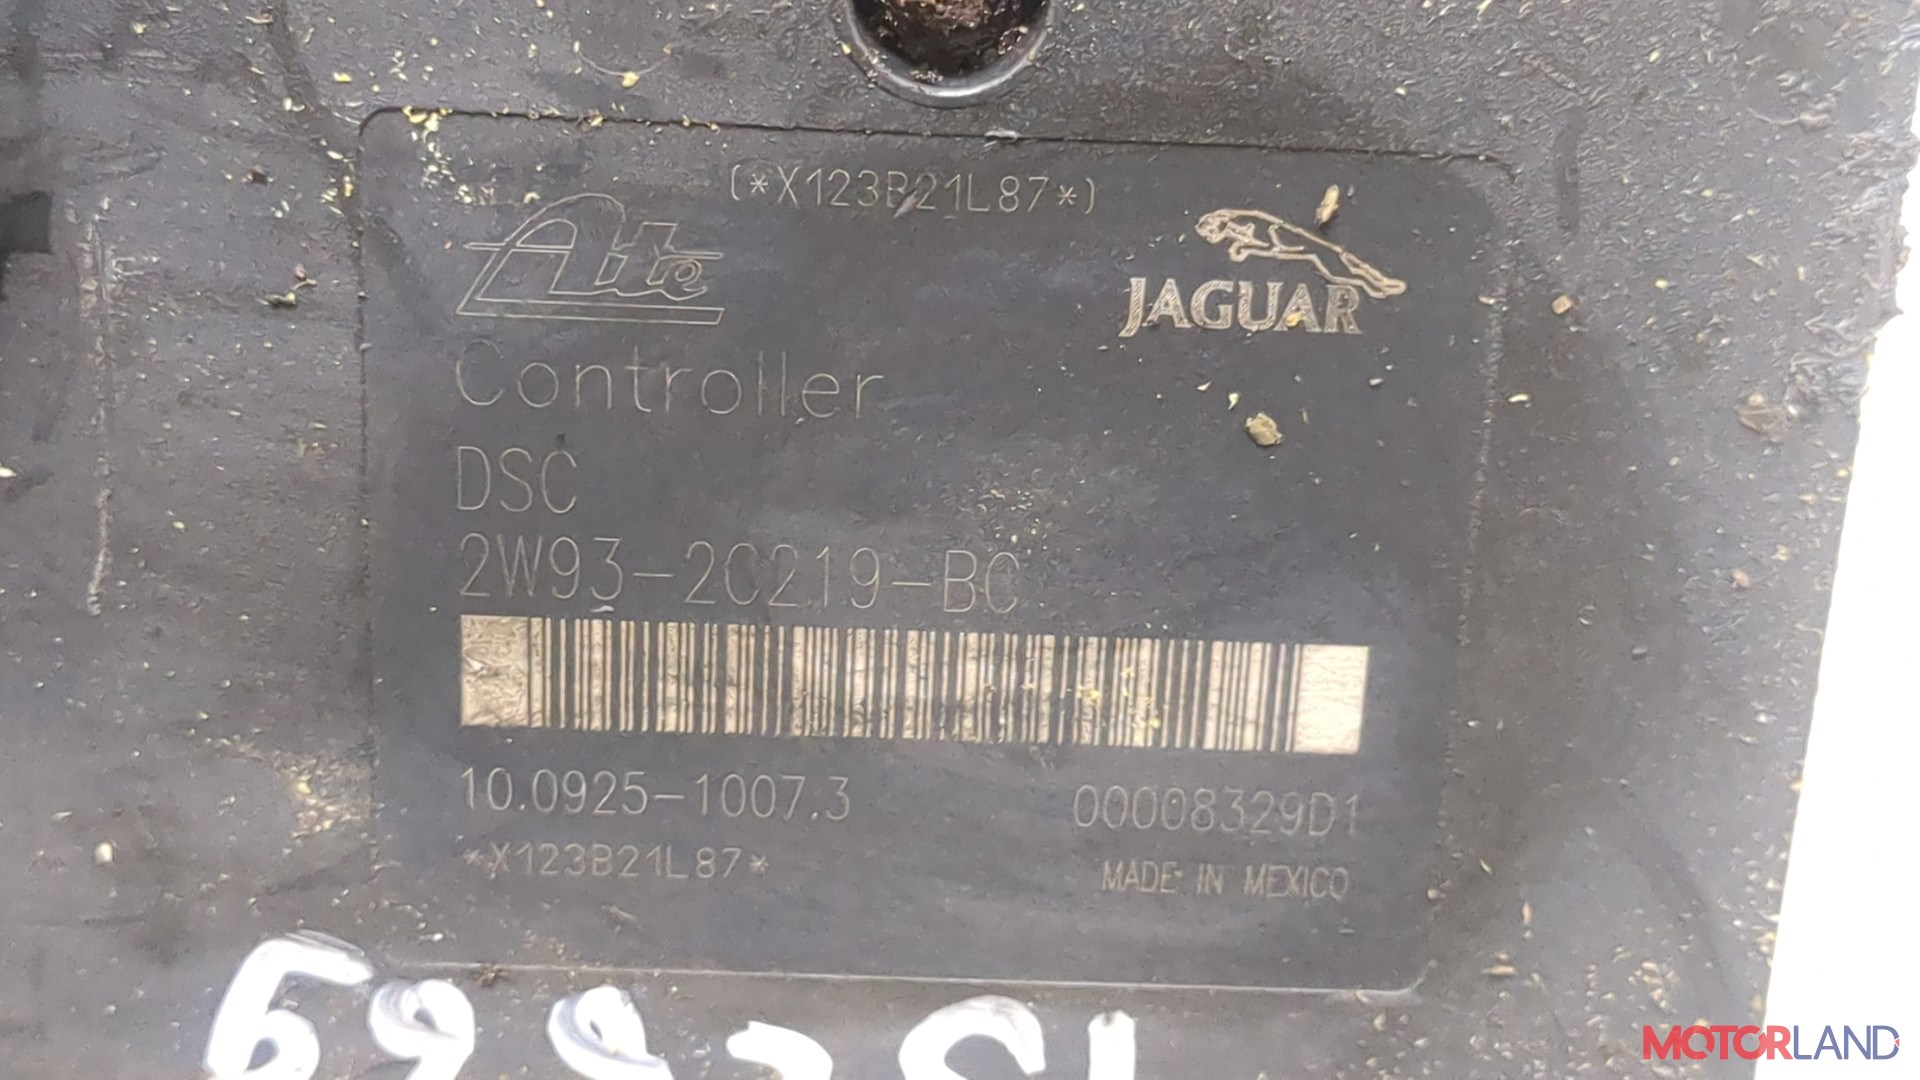 (*X123B21L87*)
Ate
JAGUAR
Controller
DSC
2W93-2C219-BC
10.0925-1007.3
00008329D1
*X123B21L87*
MADE IN MEXICO
MOTORLAND